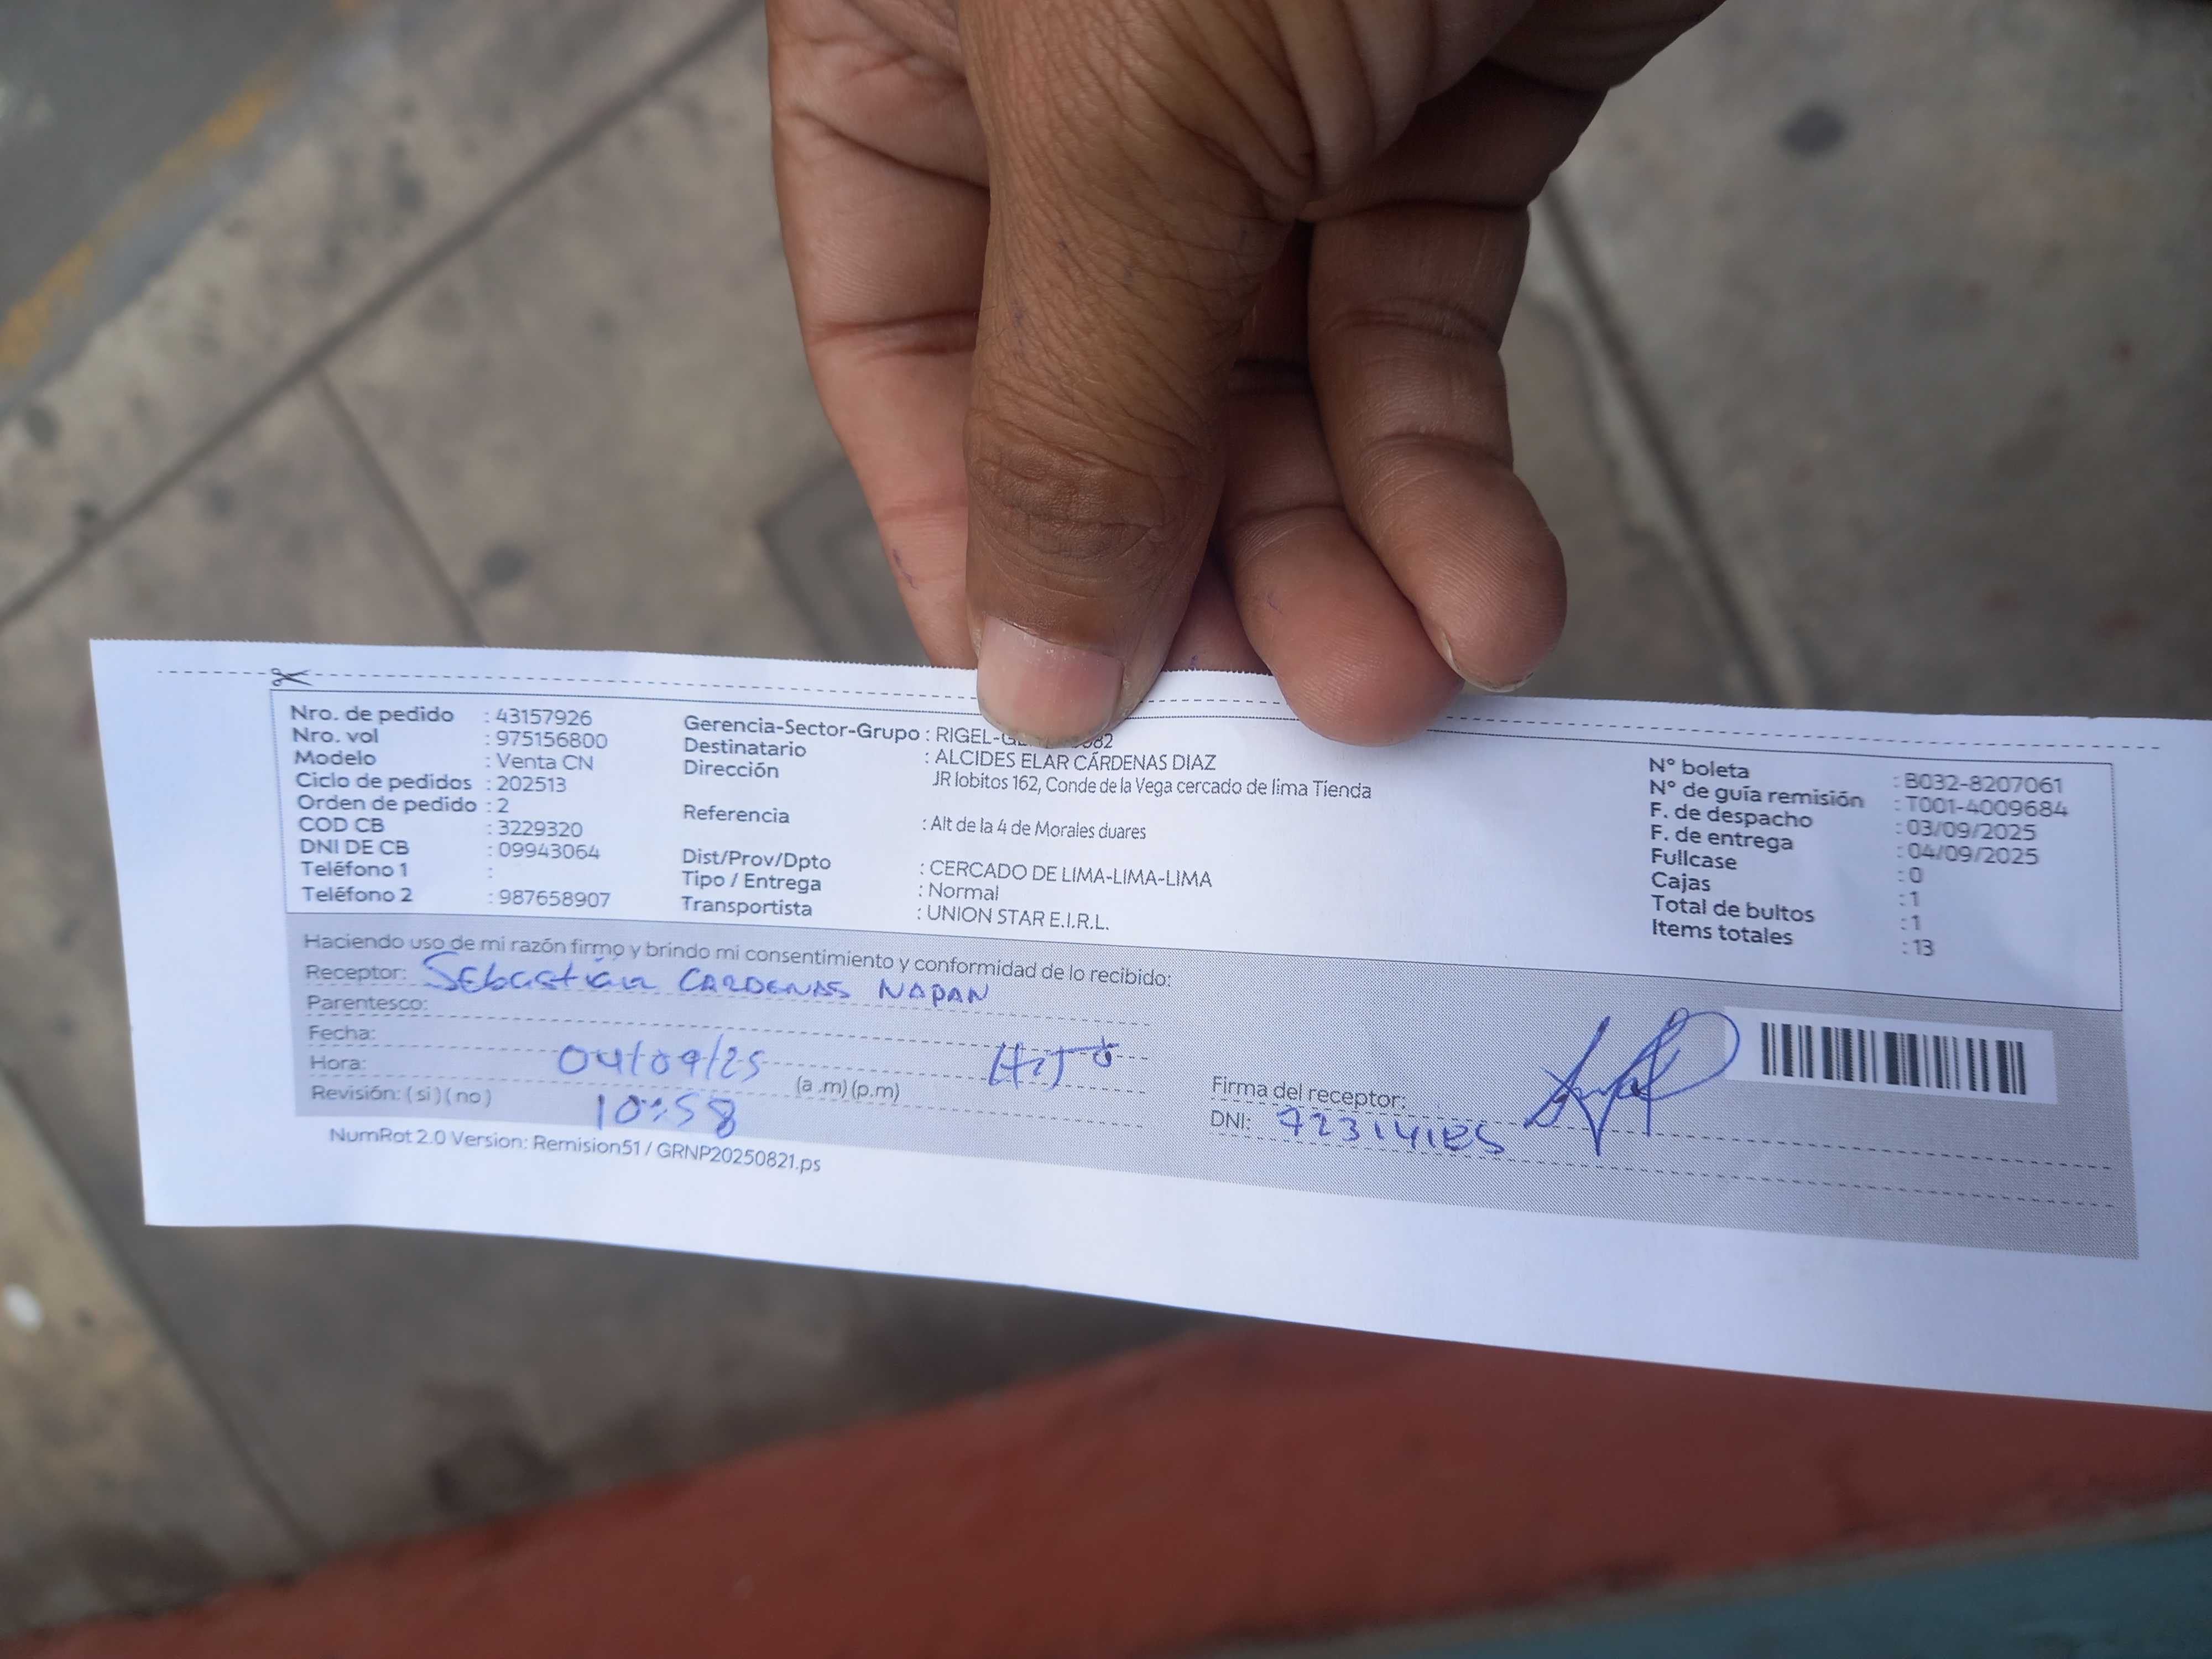 Nro. de pedido : 43157926
Nro. vol : 975156800
Modelo : Venta CN
Ciclo de pedidos : 202513
Orden de pedido : 2
COD CB : 3229320
DNI DE CB : 09943064
Teléfono 1 :
Teléfono 2 : 987658907
Gerencia-Sector-Grupo : RIGEL-
Destinatario : ALCIDES ELAR CÁRDENAS DIAZ
Dirección JR lobitos 162, Conde de la Vega cercado de lima Tienda
Referencia : Alt de la 4 de Morales duares
Dist/Prov/Dpto : CERCADO DE LIMA-LIMA-LIMA
Tipo / Entrega : Normal
Transportista : UNION STAR E.I.R.L.
N° boleta : B032-8207061
N° de guía remisión : T001-4009684
F. de despacho : 03/09/2025
F. de entrega : 04/09/2025
Fullcase : 0
Cajas : 1
Total de bultos : 1
Items totales : 13
Haciendo uso de mi razón firmo y brindo mi consentimiento y conformidad de lo recibido:
Receptor: Sebastián CARDENAS NAPAN
Parentesco: HIJO
Fecha: 04/09/25
Hora: 10:58 (a .m) (p.m)
Revisión: ( si ) ( no )
Firma del receptor:
DNI:
NumRot 2.0 Version: Remision51 / GRNP20250821.ps